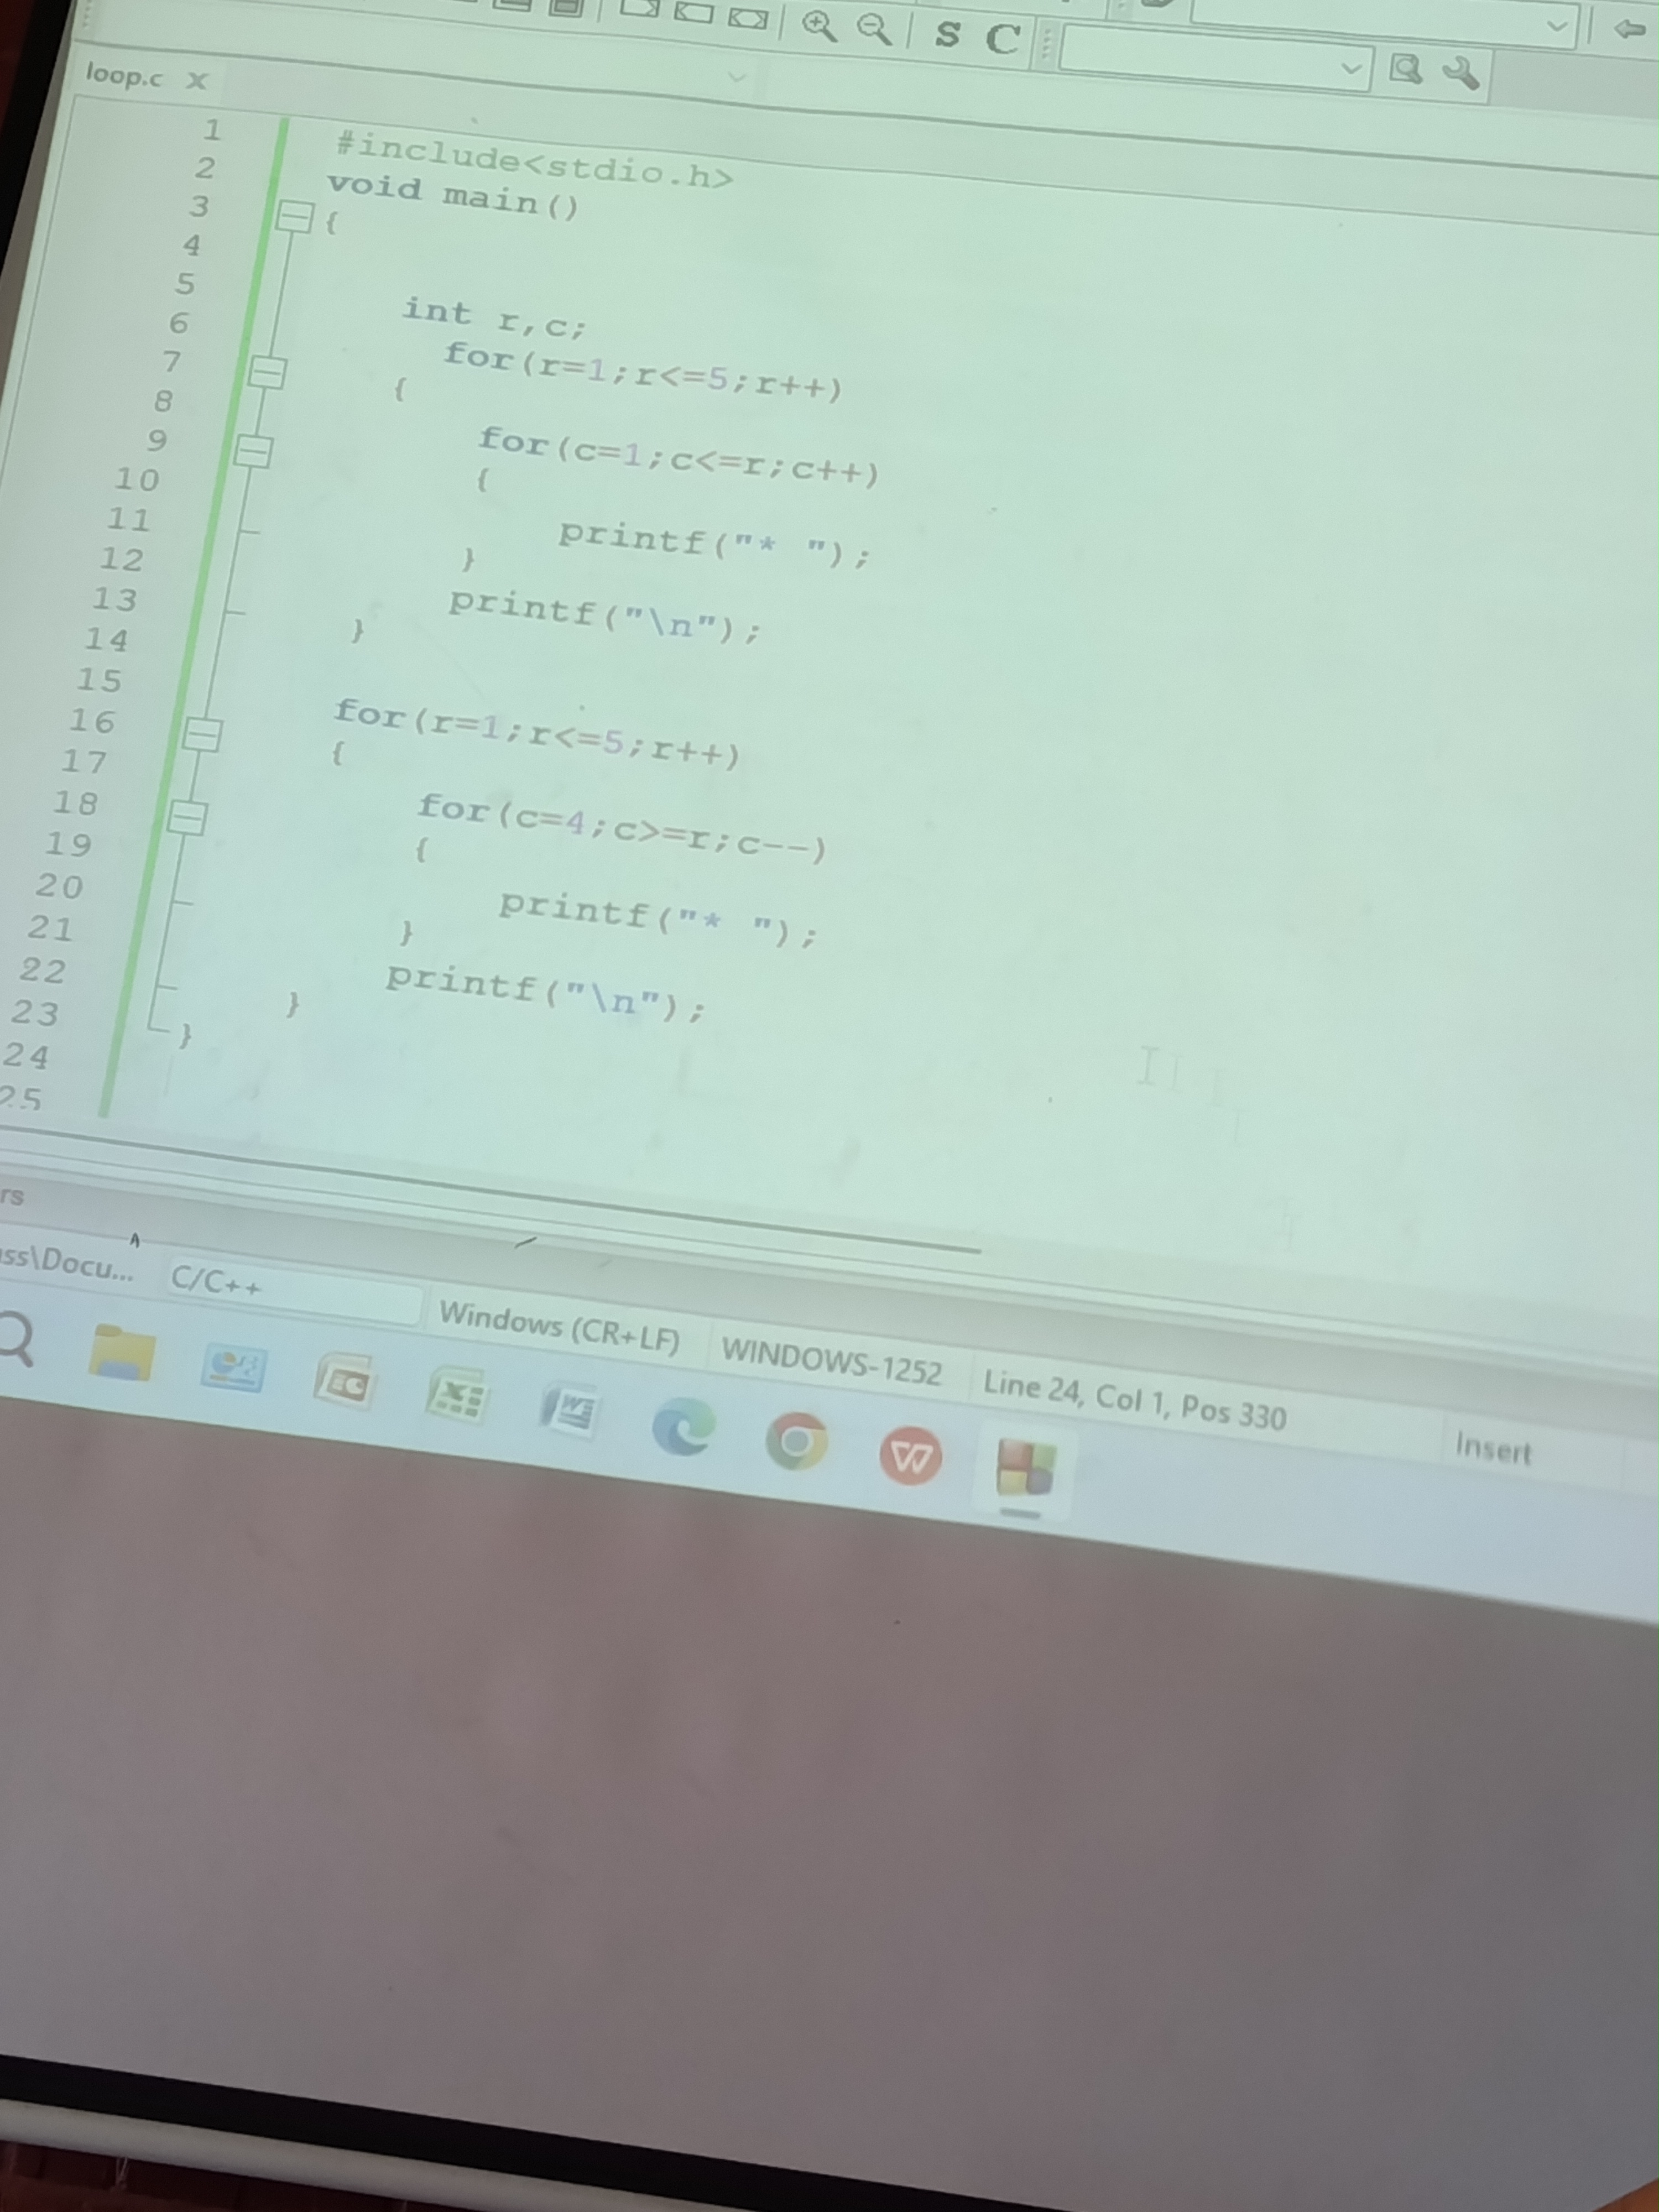 S C
loop.c X
1 #include<stdio.h>
2 void main()
3 {
4
5 int r,c;
6 for(r=1;r<=5;r++)
7 {
8 for(c=1;c<=r;c++)
9 {
10 printf("* ");
11 }
12 printf("\n");
13 }
14
15 for(r=1;r<=5;r++)
16 {
17 for(c=4;c>=r;c--)
18 {
19 printf("* ");
20 }
21 printf("\n");
22 }
23 }
24
25
rs
ss\Docu... C/C++ Windows (CR+LF) WINDOWS-1252 Line 24, Col 1, Pos 330 Insert